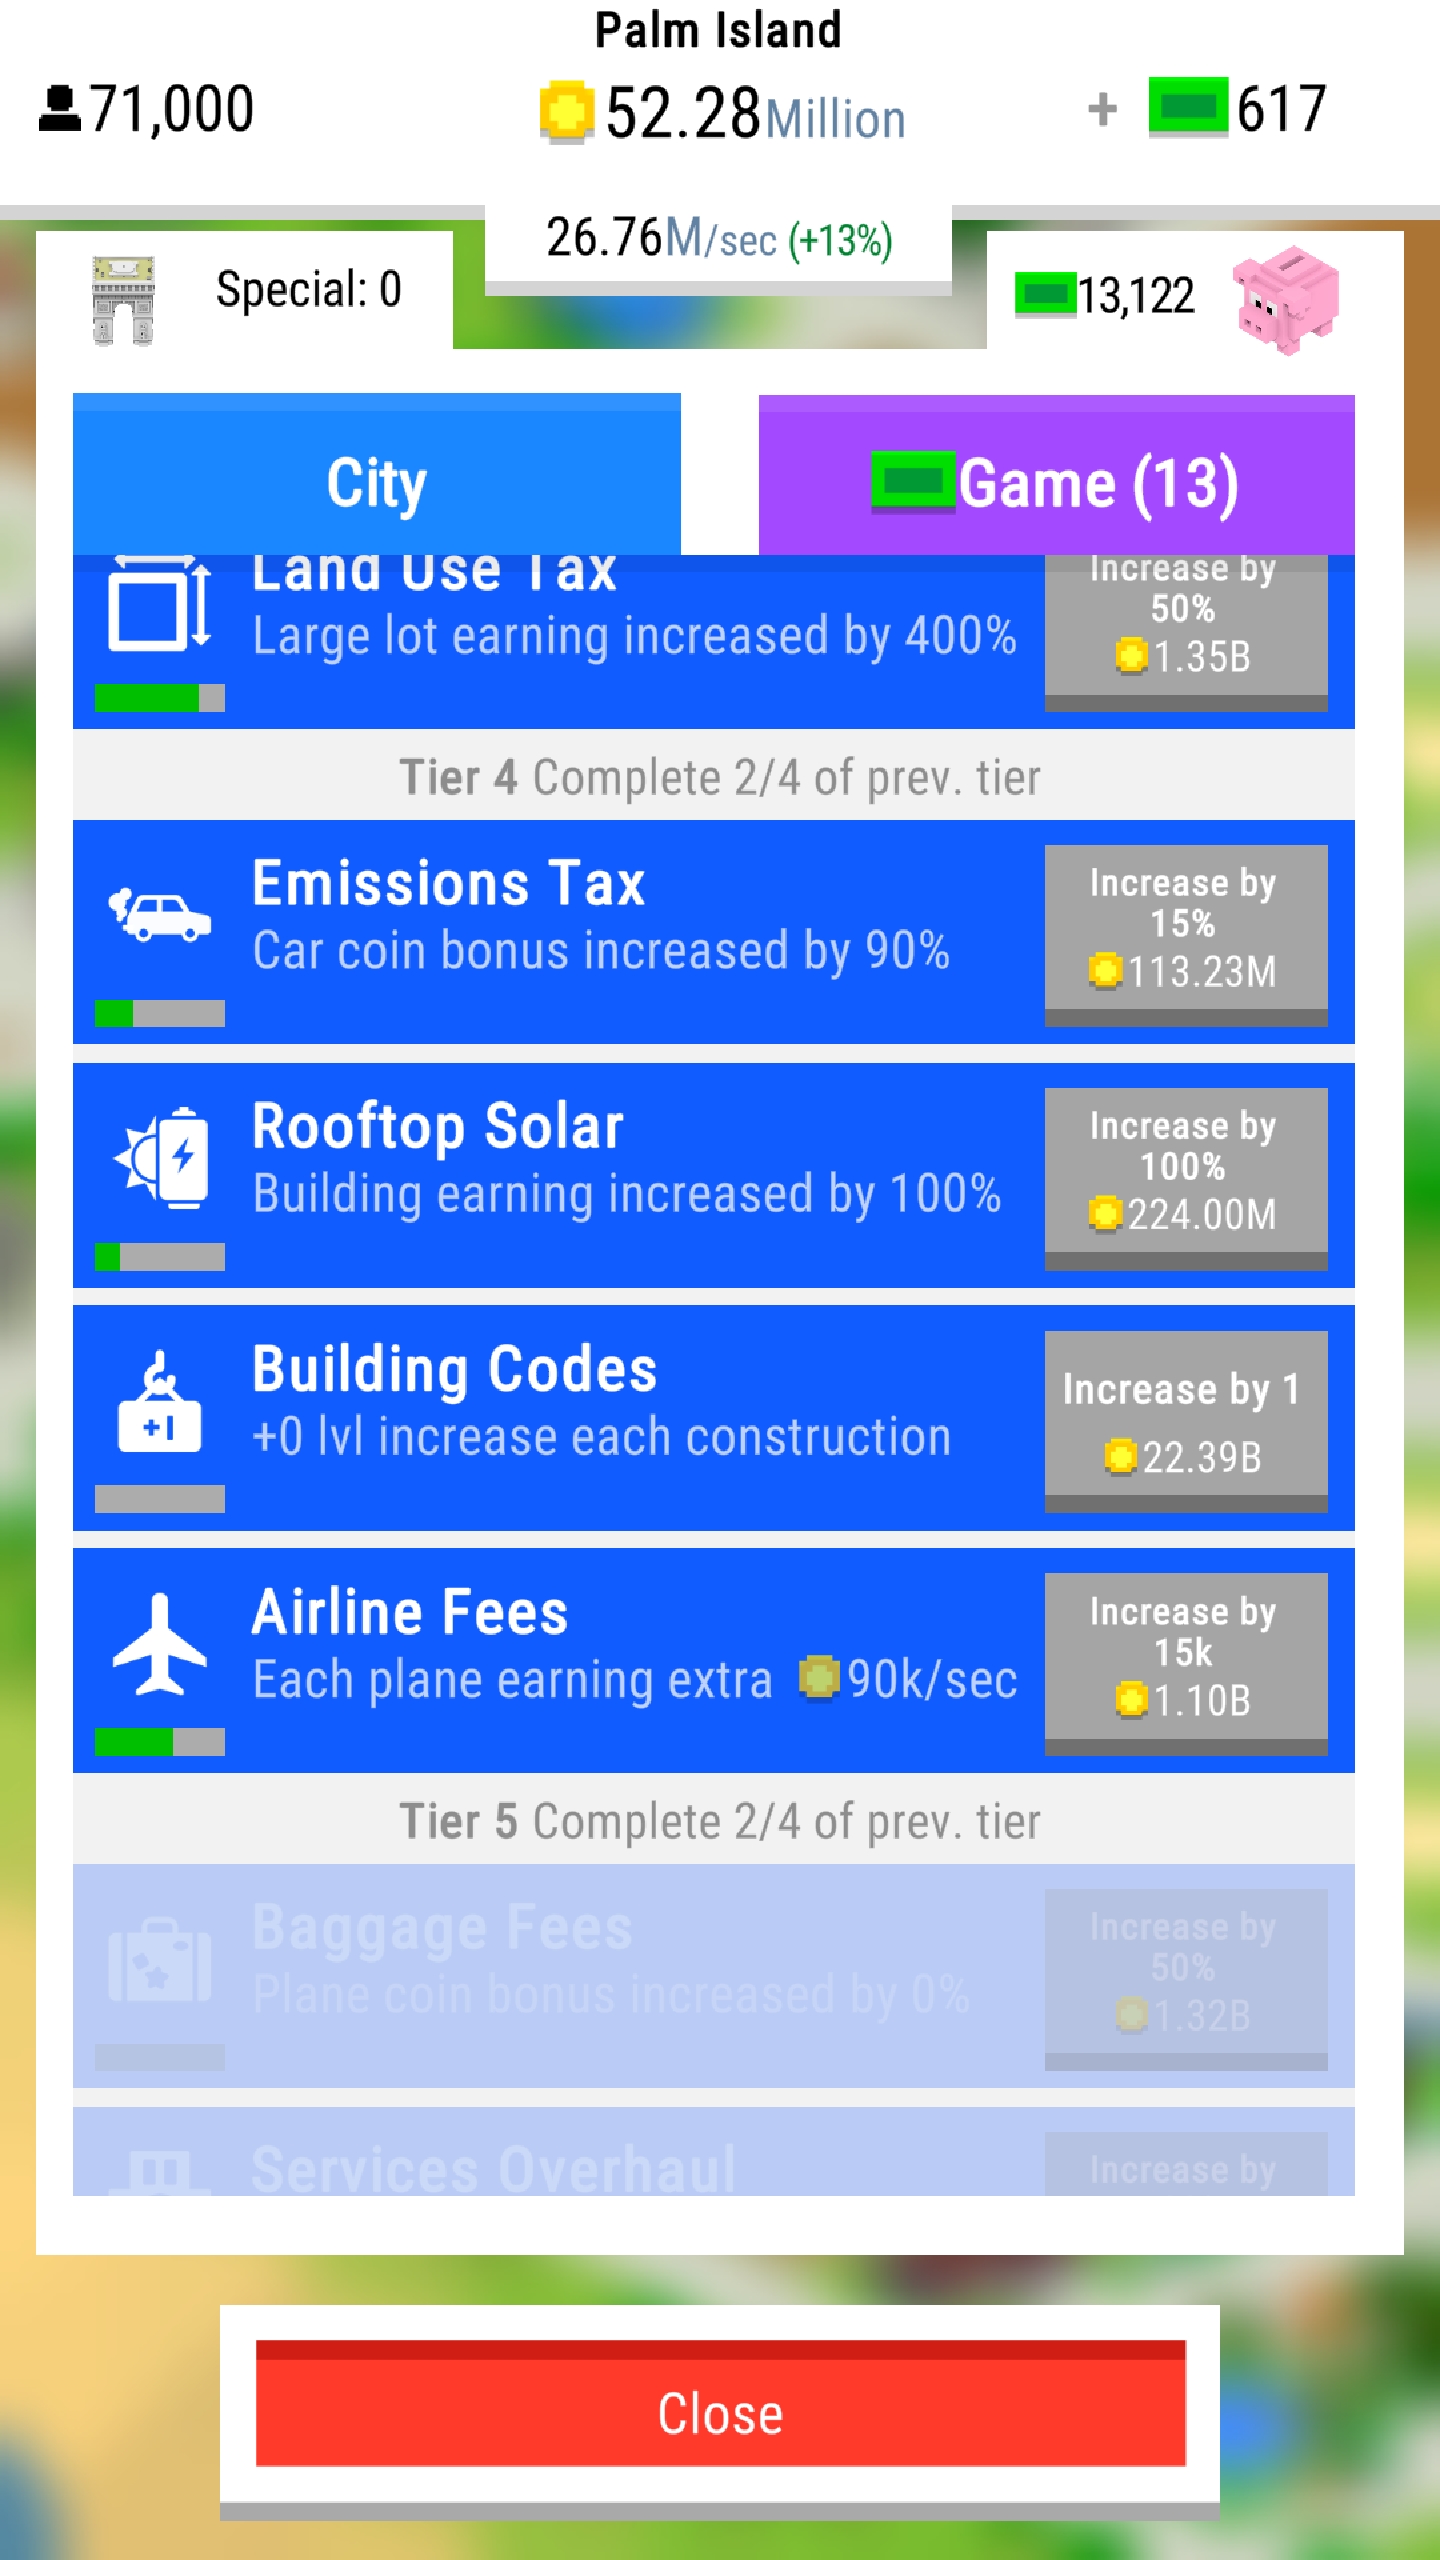 Palm Island
71,000
52.28Million
+ 617
26.76M/sec (+13%)
Special: 0
13,122
City
Game (13)
Land Use Tax
Large lot earning increased by 400%
Increase by
50%
1.35B
Tier 4 Complete 2/4 of prev. tier
Emissions Tax
Car coin bonus increased by 90%
Increase by
15%
113.23M
Rooftop Solar
Building earning increased by 100%
Increase by
100%
224.00M
+1
Building Codes
+0 lvl increase each construction
Increase by 1
22.39B
Airline Fees
Each plane earning extra 90k/sec
Increase by
15k
1.10B
Tier 5 Complete 2/4 of prev. tier
Baggage Fees
Plane coin bonus increased by 0%
Increase by
50%
1.32B
Services Overhaul
Increase by
Close